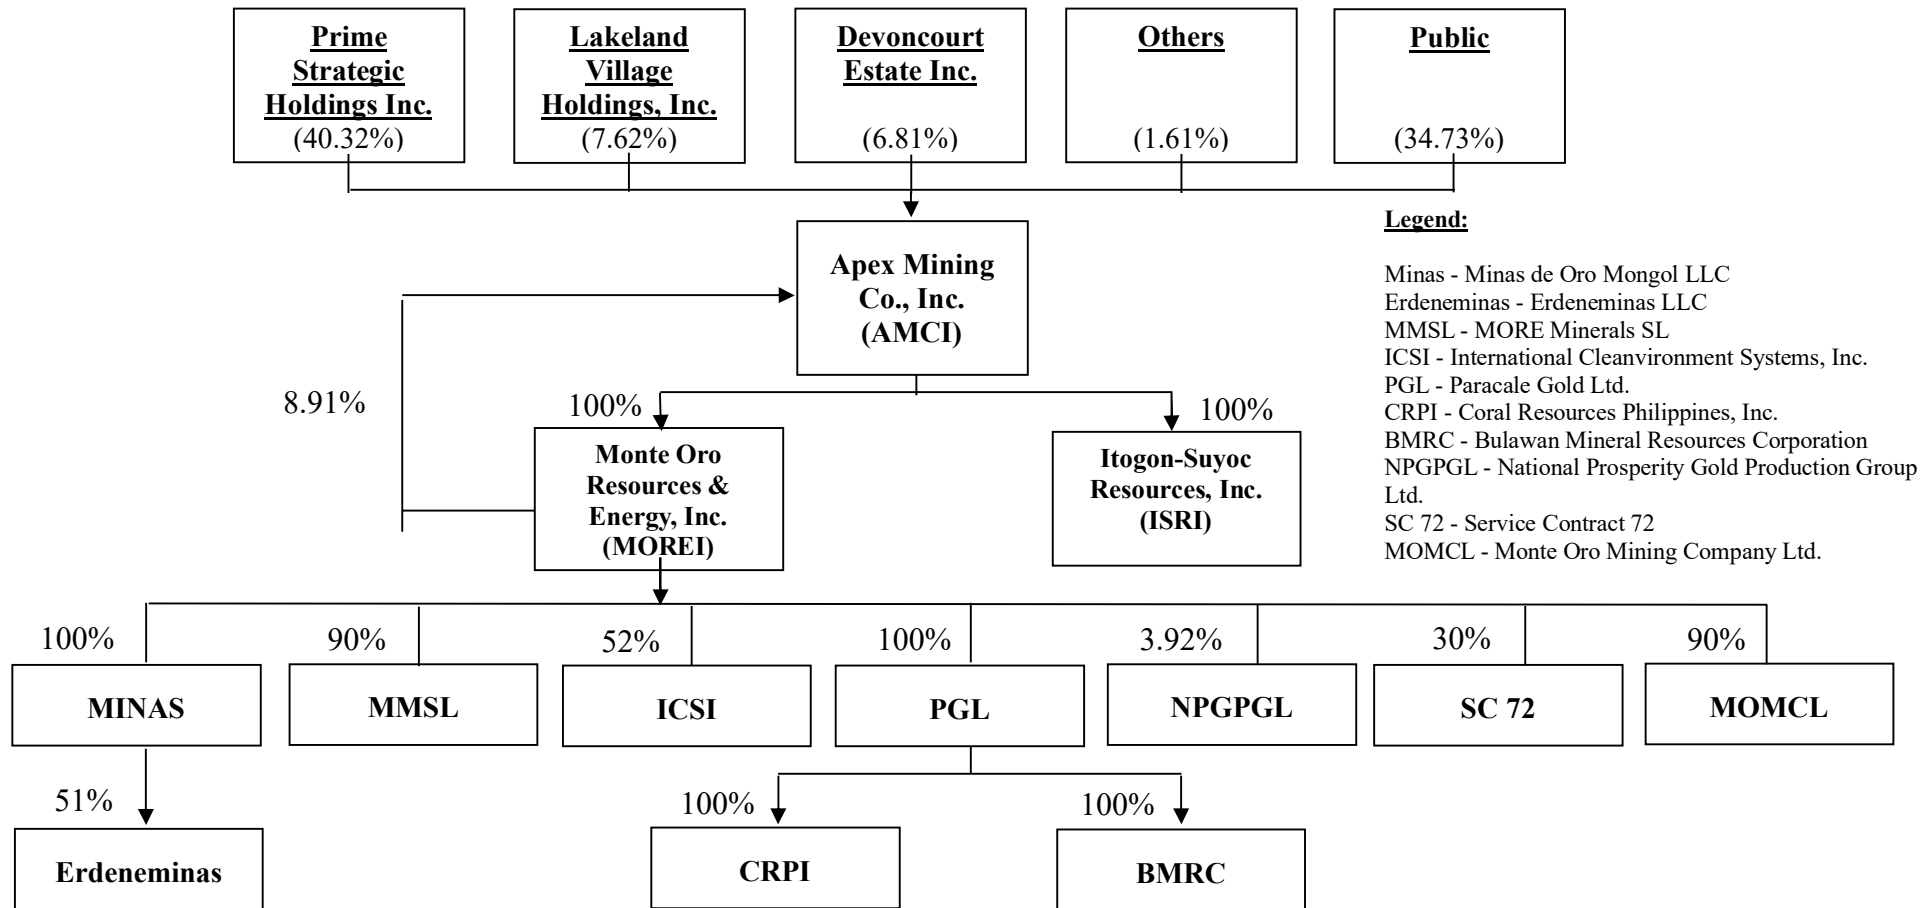 Prime
Strategic
Holdings Inc.
(40.32%)
Lakeland
Village
Holdings, Inc.
(7.62%)
Devoncourt
Estate Inc.
(6.81%)
Others
(1.61%)
Public
(34.73%)
Apex Mining
Co., Inc.
(AMCI)
Legend:
Minas - Minas de Oro Mongol LLC
Erdeneminas - Erdeneminas LLC
MMSL - MORE Minerals SL
ICSI - International Cleanvironment Systems, Inc.
PGL - Paracale Gold Ltd.
CRPI - Coral Resources Philippines, Inc.
BMRC - Bulawan Mineral Resources Corporation
NPGPGL - National Prosperity Gold Production Group
Ltd.
SC 72 - Service Contract 72
MOMCL - Monte Oro Mining Company Ltd.
8.91%
100%
100%
Monte Oro
Resources &
Energy, Inc.
(MOREI)
Itogon-Suyoc
Resources, Inc.
(ISRI)
100%
90%
52%
100%
3.92%
30%
90%
MINAS
MMSL
ICSI
PGL
NPGPGL
SC 72
MOMCL
51%
100%
100%
Erdeneminas
CRPI
BMRC